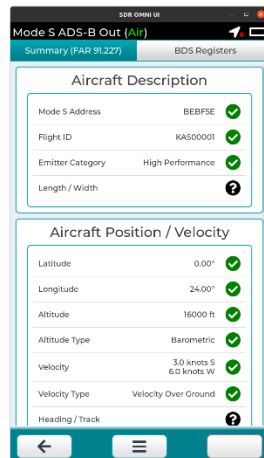 SDR OMNI UI
Mode S ADS-B Out (Air)
Summary (FAR 91.227) BDS Registers
Aircraft Description
Mode S Address BEBF5E
Flight ID KAS00001
Emitter Category High Performance
Length / Width ?
Aircraft Position / Velocity
Latitude 0.00°
Longitude 24.00°
Altitude 16000 ft
Altitude Type Barometric
Velocity 3.0 knots S
6.0 knots W
Velocity Type Velocity Over Ground
Heading / Track ?